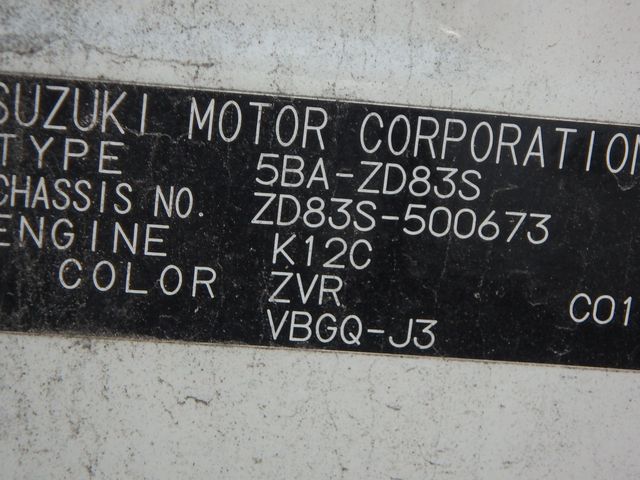 SUZUKI MOTOR CORPORATION
TYPE 5BA-ZD83S
CHASSIS NO. ZD83S-500673
ENGINE K12C
COLOR ZVR C01
VBGQ-J3